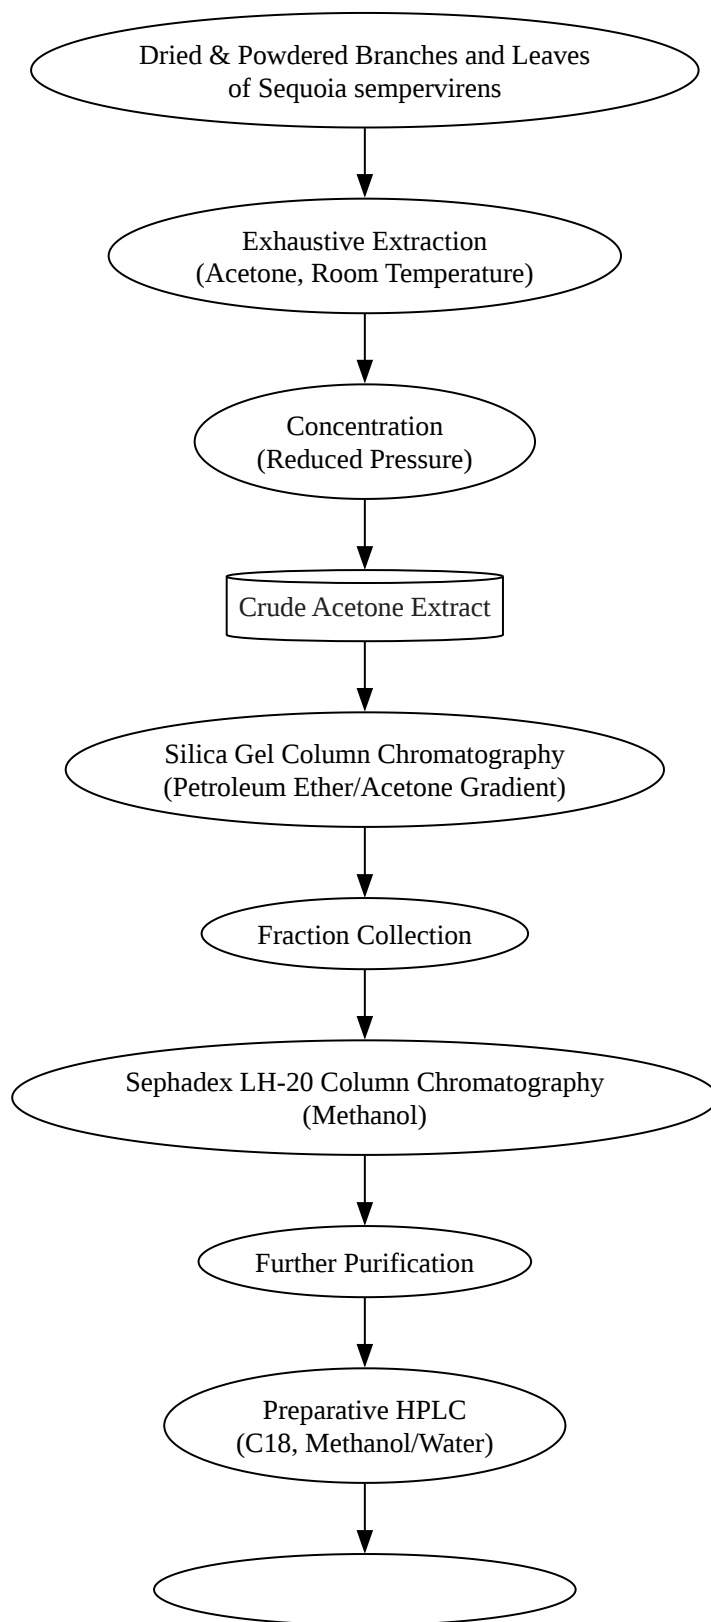 Dried & Powdered Branches and Leaves
of Sequoia sempervirens
Exhaustive Extraction
(Acetone, Room Temperature)
Concentration
(Reduced Pressure)
Crude Acetone Extract
Silica Gel Column Chromatography
(Petroleum Ether/Acetone Gradient)
Fraction Collection
Sephadex LH-20 Column Chromatography
(Methanol)
Further Purification
Preparative HPLC
(C18, Methanol/Water)